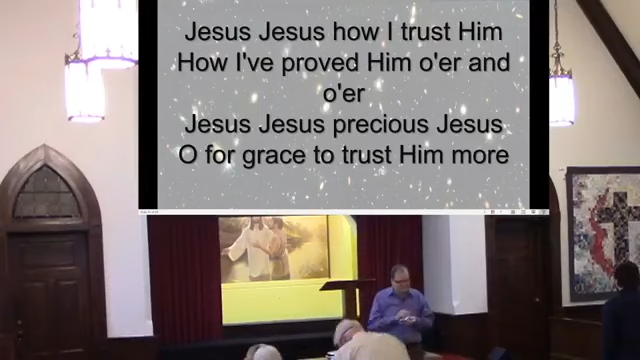 Jesus Jesus how I trust Him
How I've proved Him o'er and
o'er
Jesus Jesus precious Jesus
O for grace to trust Him more